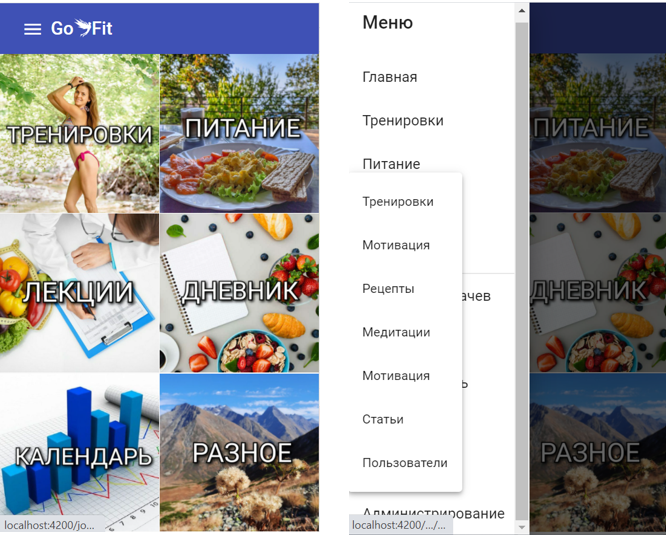 Go Fit
ТРЕНИРОВКИ
ПИТАНИЕ
ЛЕКЦИИ
ДНЕВНИК
КАЛЕНДАРЬ
РАЗНОЕ
localhost:4200/jo...
Меню
Главная
Тренировки
Питание
Тренировки
Мотивация
Рецепты
Медитации
Мотивация
Статьи
Пользователи
ачев
ь
Администрирование
localhost:4200/.../...
ПИТАНИЕ
ДНЕВНИК
РАЗНОЕ